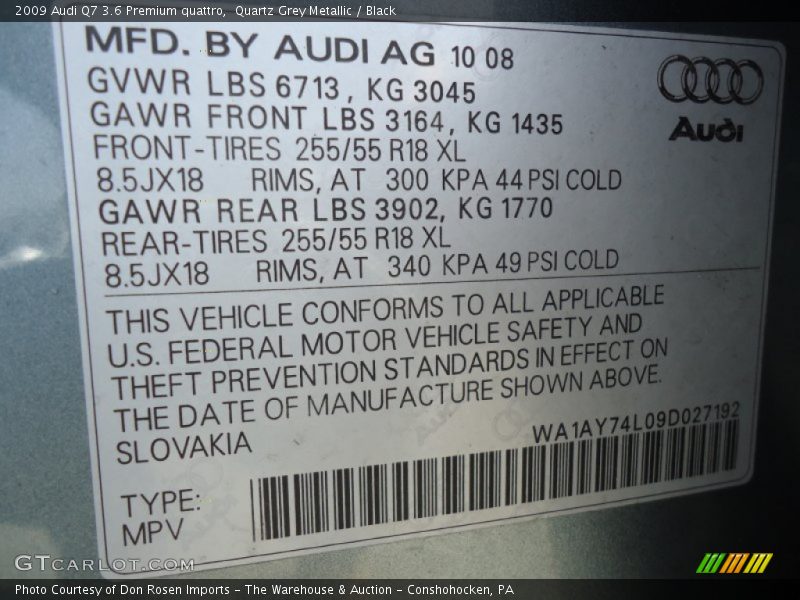 2009 Audi Q7 3.6 Premium quattro,  Quartz Grey Metallic / Black
MFD. BY AUDI AG 10 08
GVWR LBS 6713, KG 3045
GAWR FRONT LBS 3164, KG 1435
FRONT-TIRES 255/55 R18 XL
8.5JX18 RIMS, AT 300 KPA 44 PSI COLD
GAWR REAR LBS 3902, KG 1770
REAR-TIRES 255/55 R18 XL
8.5JX18 RIMS, AT 340 KPA 49 PSI COLD
Audi
THIS VEHICLE CONFORMS TO ALL APPLICABLE
U.S. FEDERAL MOTOR VEHICLE SAFETY AND
THEFT PREVENTION STANDARDS IN EFFECT ON
THE DATE OF MANUFACTURE SHOWN ABOVE.
SLOVAKIA
WA1AY74L09D027192
TYPE:
MPV
GTCARLOT.COM
Photo Courtesy of Don Rosen Imports - The Warehouse & Auction - Conshohocken, PA